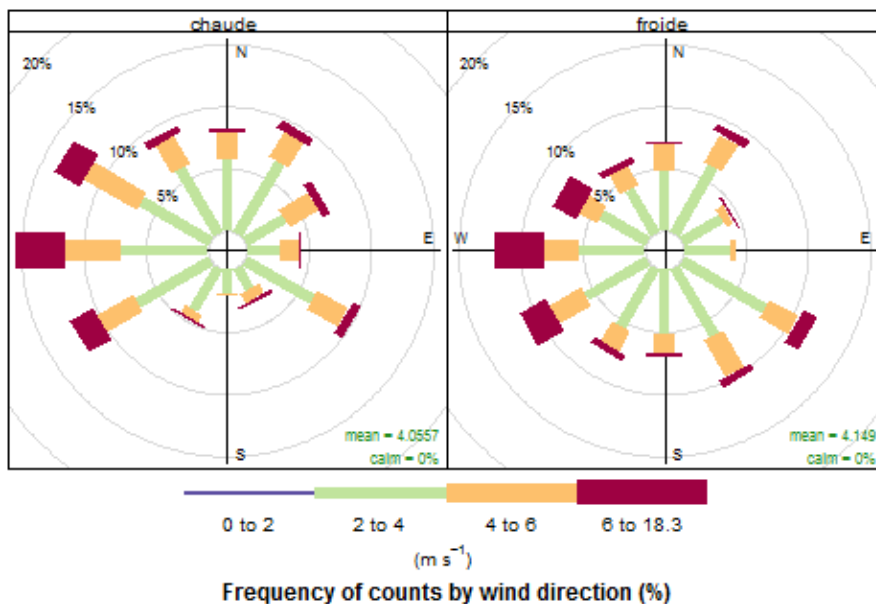 chaude
froide
20%
15%
10%
5%
N
E
S
mean = 4.0557
calm = 0%
20%
15%
10%
5%
N
W
E
S
mean = 4.149
calm = 0%
0 to 2
2 to 4
4 to 6
6 to 18.3
(m s⁻¹)
Frequency of counts by wind direction (%)